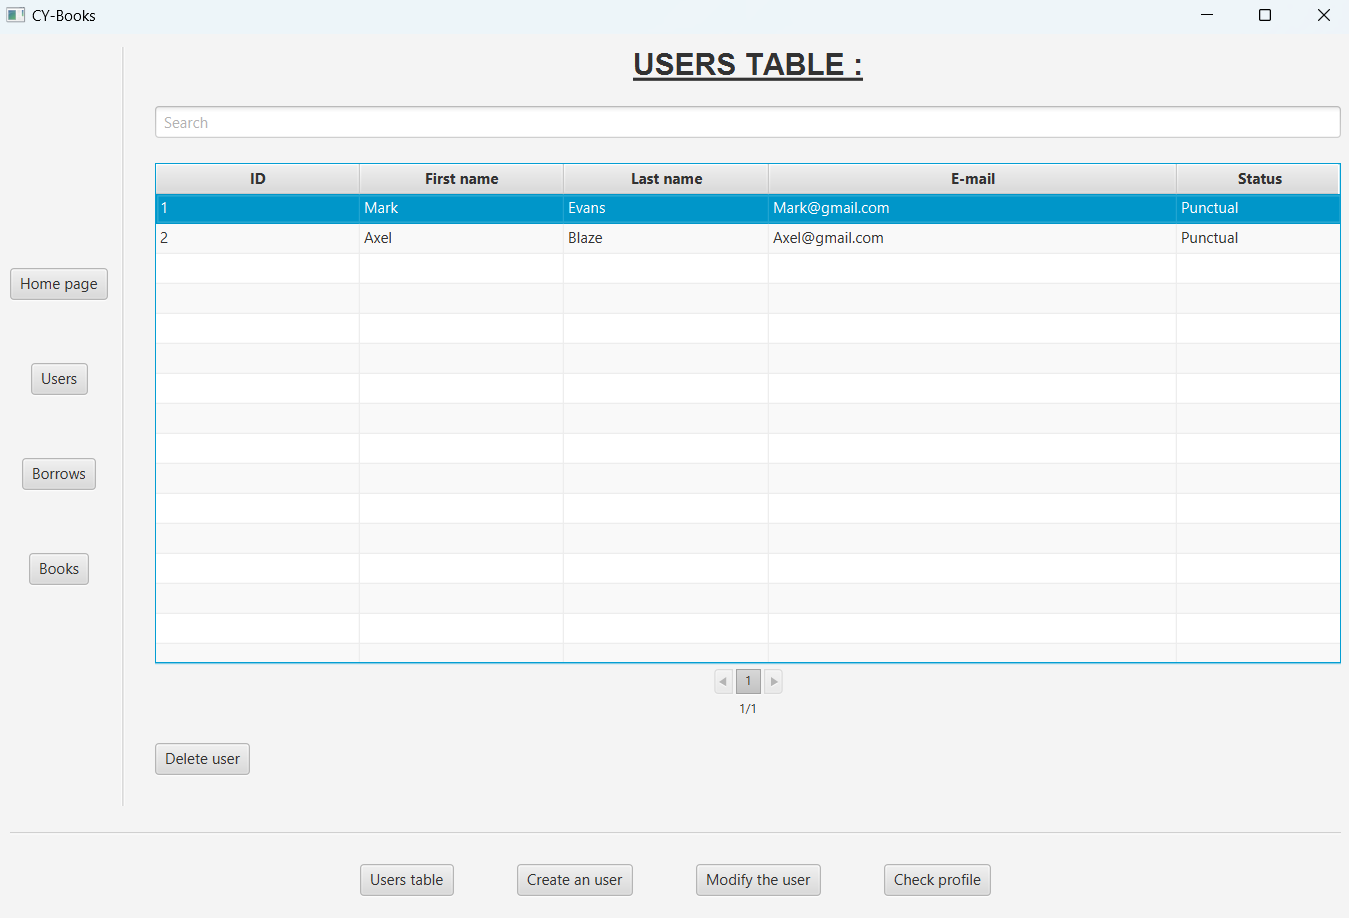 CY-Books
USERS TABLE :
Search
ID First name Last name E-mail Status
1 Mark Evans Mark@gmail.com Punctual
2 Axel Blaze Axel@gmail.com Punctual
Home page
Users
Borrows
Books
1
1/1
Delete user
Users table Create an user Modify the user Check profile